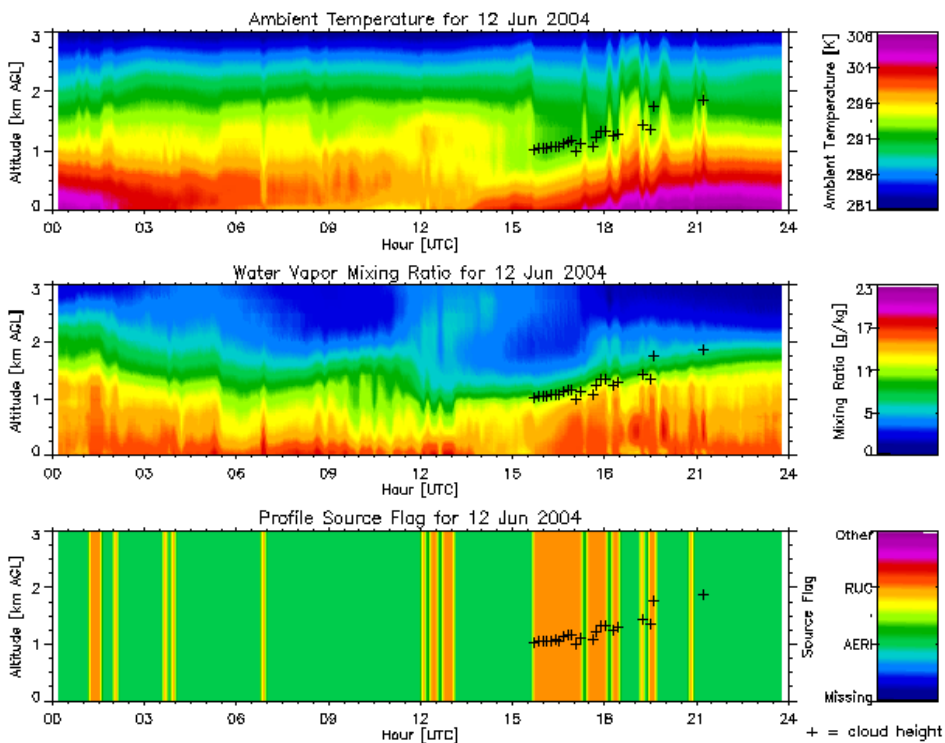 Ambient Temperature for 12 Jun 2004
3
2
1
0
Altitude [km AGL]
00 03 06 09 12 15 18 21 24
Hour [UTC]
306
301
296
291
286
281
Ambient Temperature [K]
Water Vapor Mixing Ratio for 12 Jun 2004
3
2
1
0
Altitude [km AGL]
00 03 06 09 12 15 18 21 24
Hour [UTC]
23
17
11
5
0
Mixing Ratio [g/kg]
Profile Source Flag for 12 Jun 2004
3
2
1
0
Altitude [km AGL]
00 03 06 09 12 15 18 21 24
Hour [UTC]
Other
RUC
AERI
Missing
Source Flag
+ = cloud height